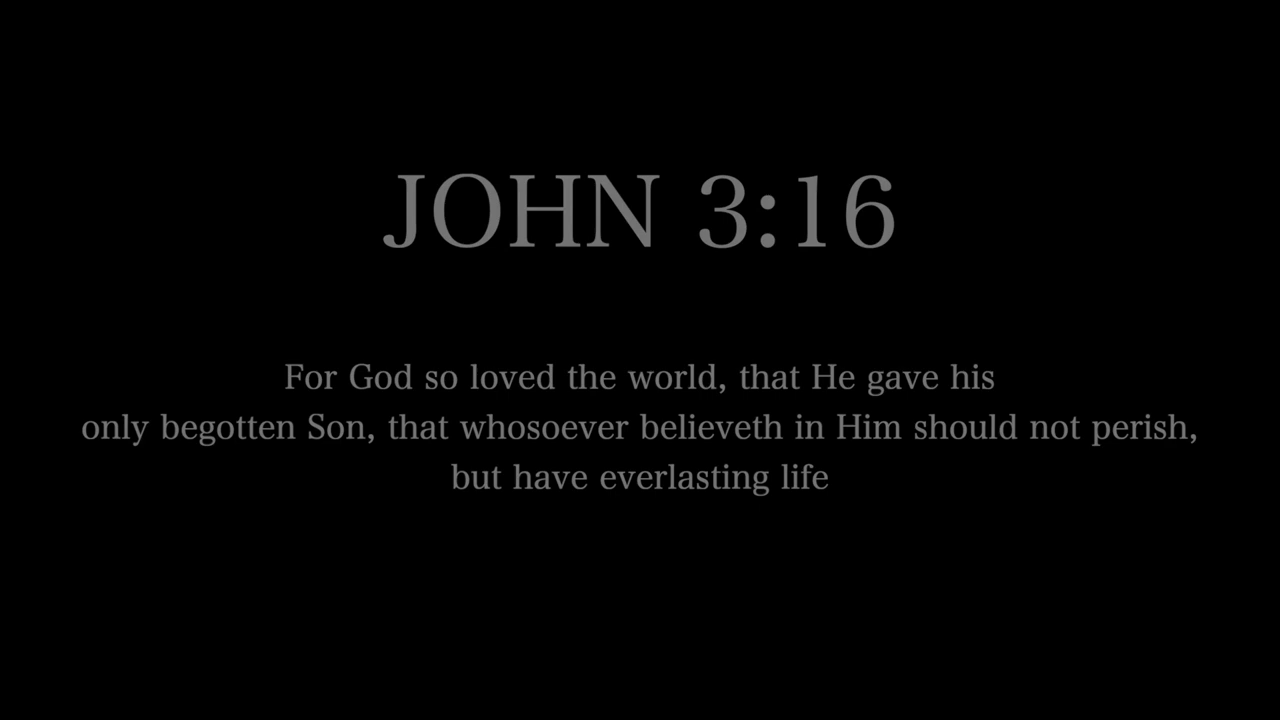 JOHN 3:16
For God so loved the world, that He gave his
only begotten Son, that whosoever believeth in Him should not perish,
but have everlasting life